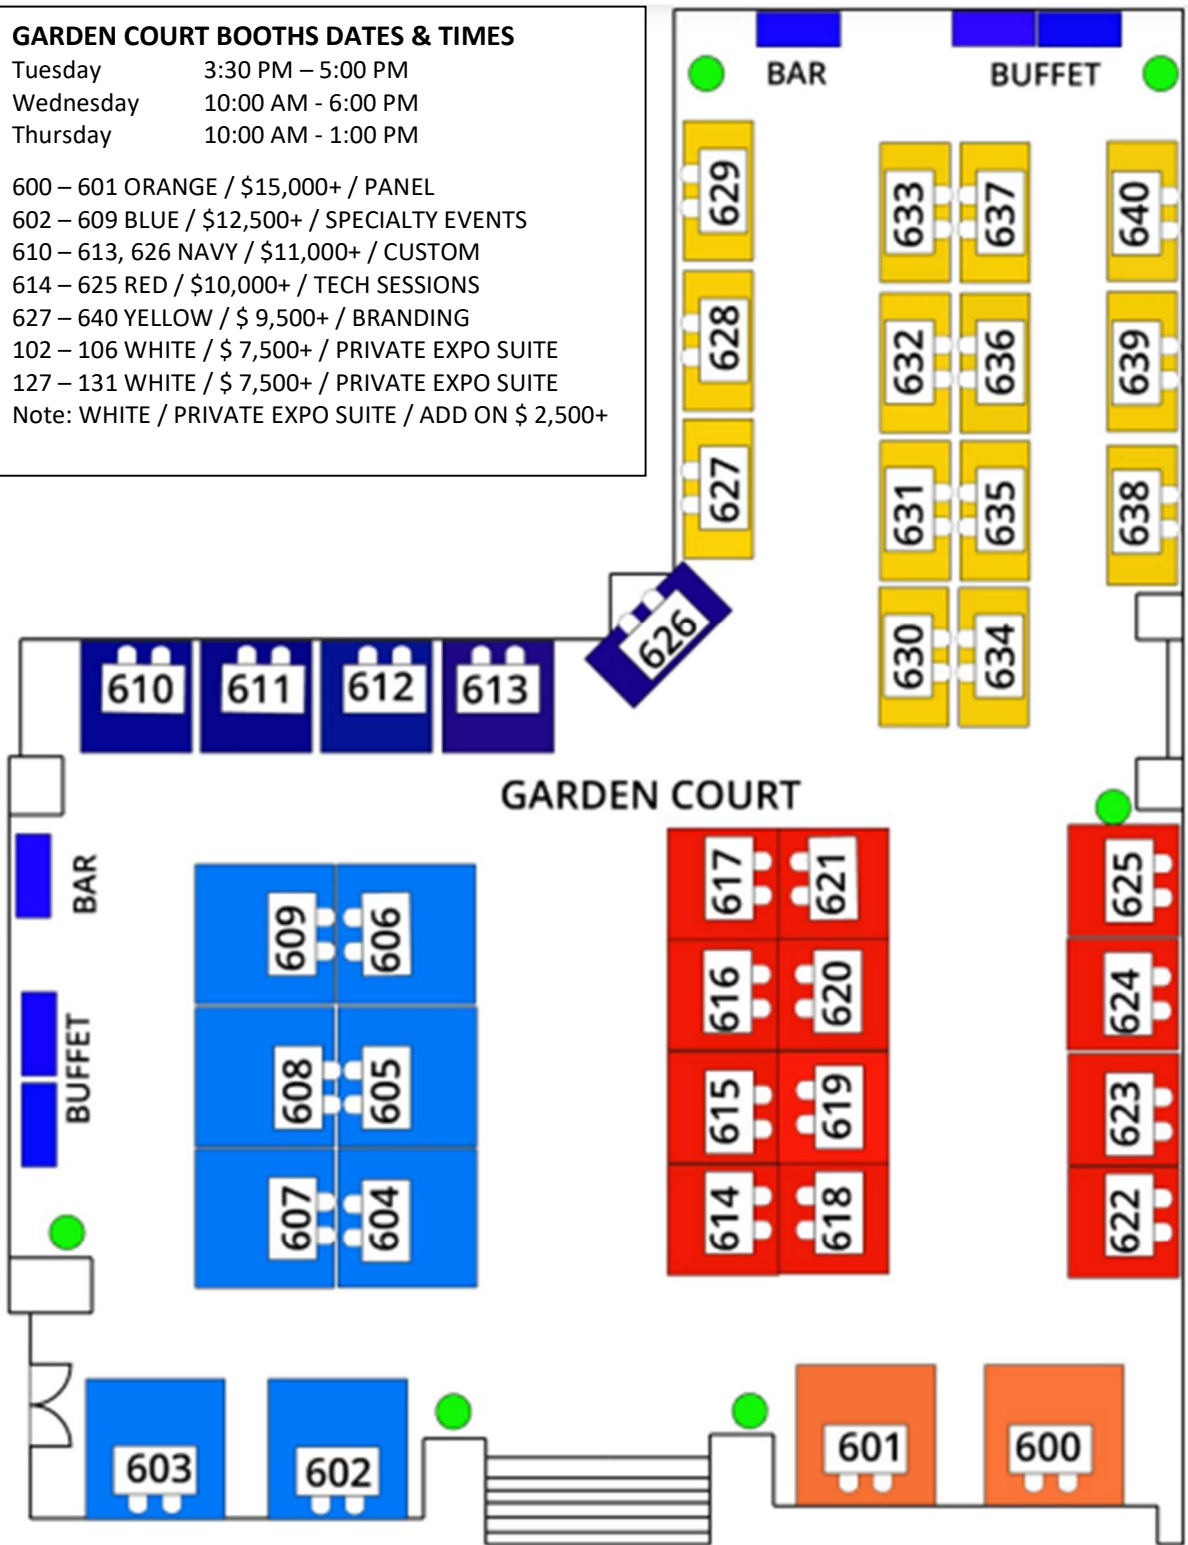 GARDEN COURT BOOTHS DATES & TIMES
Tuesday 3:30 PM – 5:00 PM
Wednesday 10:00 AM - 6:00 PM
Thursday 10:00 AM - 1:00 PM
600 – 601 ORANGE / $15,000+ / PANEL
602 – 609 BLUE / $12,500+ / SPECIALTY EVENTS
610 – 613, 626 NAVY / $11,000+ / CUSTOM
614 – 625 RED / $10,000+ / TECH SESSIONS
627 – 640 YELLOW / $ 9,500+ / BRANDING
102 – 106 WHITE / $ 7,500+ / PRIVATE EXPO SUITE
127 – 131 WHITE / $ 7,500+ / PRIVATE EXPO SUITE
Note: WHITE / PRIVATE EXPO SUITE / ADD ON $ 2,500+
BAR
BUFFET
629
633
637
640
628
632
636
639
627
631
635
638
626
630
634
610
611
612
613
GARDEN COURT
BAR
609
606
617
621
625
616
620
624
BUFFET
608
605
615
619
623
607
604
614
618
622
603
602
601
600